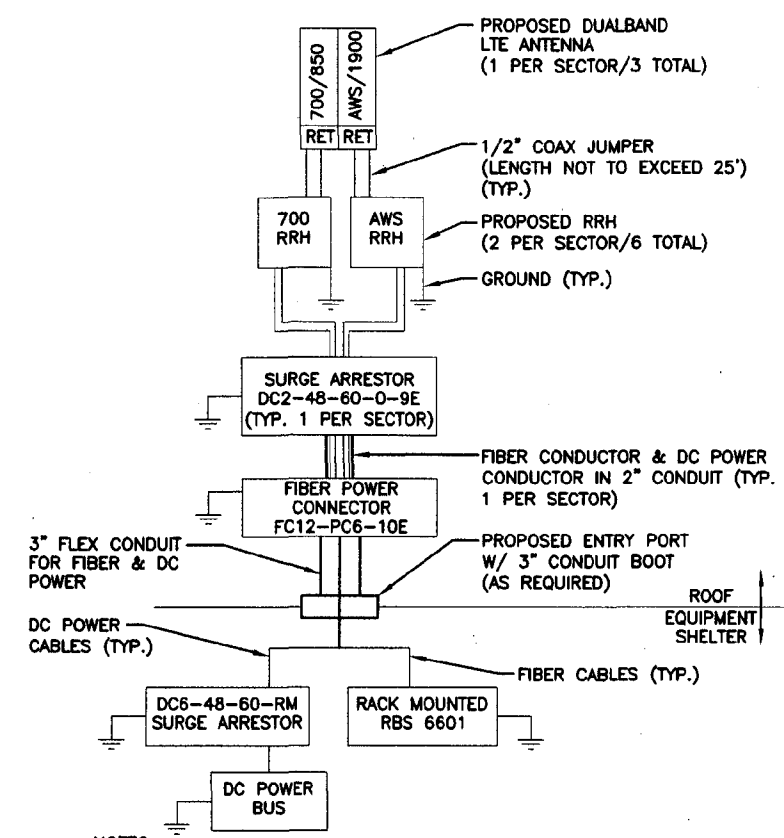 PROPOSED DUALBAND
LTE ANTENNA
(1 PER SECTOR/3 TOTAL)
700/850
AWS/1900
RET
RET
1/2" COAX JUMPER
(LENGTH NOT TO EXCEED 25')
(TYP.)
700
RRH
AWS
RRH
PROPOSED RRH
(2 PER SECTOR/6 TOTAL)
GROUND (TYP.)
SURGE ARRESTOR
DC2-48-60-0-9E
(TYP. 1 PER SECTOR)
FIBER CONDUCTOR & DC POWER
CONDUCTOR IN 2" CONDUIT (TYP.
1 PER SECTOR)
FIBER POWER
CONNECTOR
FC12-PC6-10E
3" FLEX CONDUIT
FOR FIBER & DC
POWER
PROPOSED ENTRY PORT
W/ 3" CONDUIT BOOT
(AS REQUIRED)
ROOF
EQUIPMENT
SHELTER
DC POWER
CABLES (TYP.)
FIBER CABLES (TYP.)
DC6-48-60-RM
SURGE ARRESTOR
RACK MOUNTED
RBS 6601
DC POWER
BUS